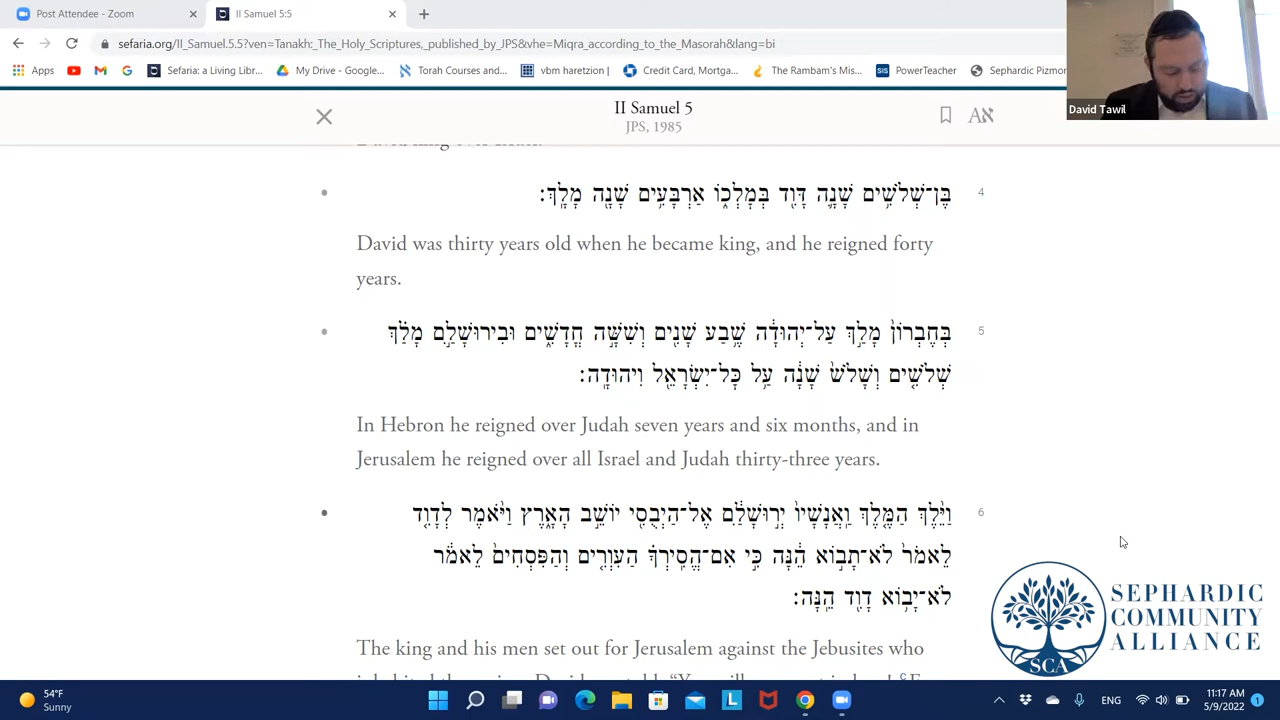 Post Attendee - Zoom
II Samuel 5:5
sefaria.org/II_Samuel.5.5?ven=Tanakh:_The_Holy_Scriptures,_published_by_JPS&vhe=Miqra_according_to_the_Masorah&lang=bi
Apps
Sefaria: a Living Libr...
My Drive - Google...
Torah Courses and...
vbm haretzion
Credit Card, Mortga...
The Rambam's Mis...
SIS PowerTeacher
Sephardic Pizmon
David Tawil
II Samuel 5
JPS, 1985
Aא
4
בֶּן־שְׁלֹשִׁ֥ים שָׁנָ֛ה דָּוִ֖ד בְּמׇלְכ֑וֹ אַרְבָּעִ֥ים שָׁנָ֖ה מָלָֽךְ׃
David was thirty years old when he became king, and he reigned forty
years.
5
בְּחֶבְרוֹן֙ מָלַ֣ךְ עַל־יְהוּדָ֔ה שֶׁ֥בַע שָׁנִ֖ים וְשִׁשָּׁ֣ה חֳדָשִׁ֑ים וּבִירוּשָׁלַ֣͏ִם מָלַ֗ךְ
שְׁלֹשִׁ֤ים וְשָׁלֹשׁ֙ שָׁנָ֔ה עַ֥ל כׇּל־יִשְׂרָאֵ֖ל וִיהוּדָֽה׃
In Hebron he reigned over Judah seven years and six months, and in
Jerusalem he reigned over all Israel and Judah thirty-three years.
6
וַיֵּ֨לֶךְ הַמֶּ֤לֶךְ וַֽאֲנָשָׁיו֙ יְר֣וּשָׁלַ֔͏ִם אֶל־הַיְבֻסִ֖י יוֹשֵׁ֣ב הָאָ֑רֶץ וַיֹּ֨אמֶר לְדָוִ֤ד
לֵאמֹר֙ לֹא־תָב֣וֹא הֵ֔נָּה כִּ֣י אִם־הֱסִֽירְךָ֗ הַעִוְרִ֤ים וְהַפִּסְחִים֙ לֵאמֹ֔ר
לֹא־יָב֥וֹא דָוִ֖ד הֵֽנָּה׃
The king and his men set out for Jerusalem against the Jebusites who
SEPHARDIC
COMMUNITY
ALLIANCE
SCA
54°F
Sunny
ENG
11:17 AM
5/9/2022
1